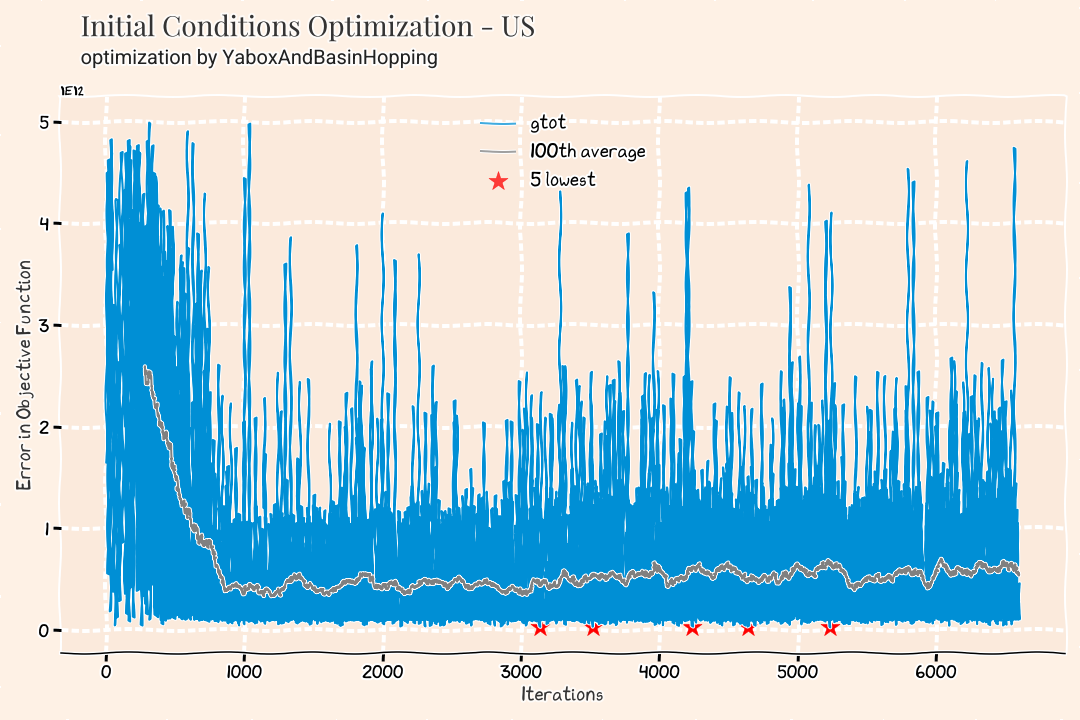 Initial Conditions Optimization - US
optimization by YaboxAndBasinHopping
1E12
5
4
3
2
1
0
Error in Objective Function
gtot
100th average
5 lowest
0 1000 2000 3000 4000 5000 6000
Iterations